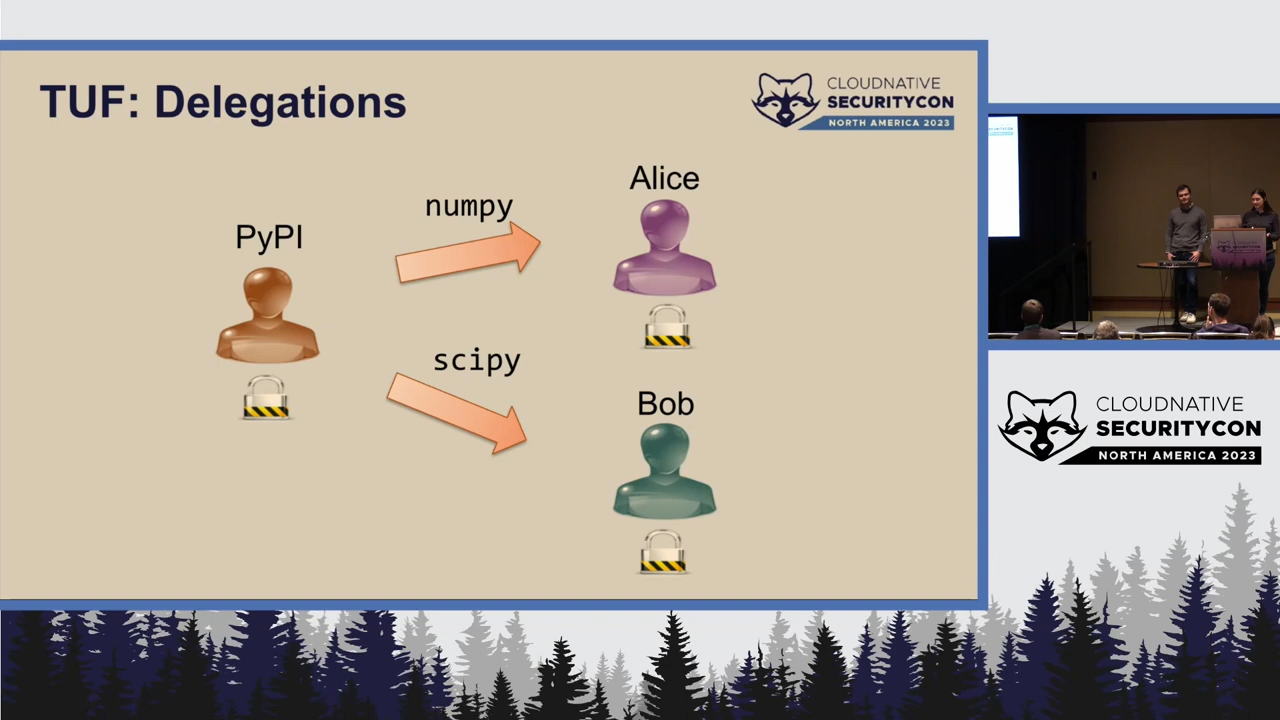 TUF: Delegations
CLOUDNATIVE
SECURITYCON
NORTH AMERICA 2023
PyPI
numpy
Alice
scipy
Bob
CLOUDNATIVE
SECURITYCON
NORTH AMERICA 2023